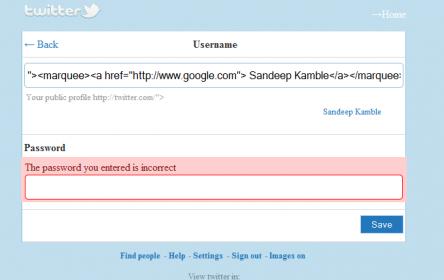 twitter
→Home
← Back
Username
"><marquee><a href="http://www.google.com"> Sandeep Kamble</a></marquee>
Your public profile http://twitter.com/">
Sandeep Kamble
Password
The password you entered is incorrect
Save
Find people - Help - Settings - Sign out - Images on
View twitter in: